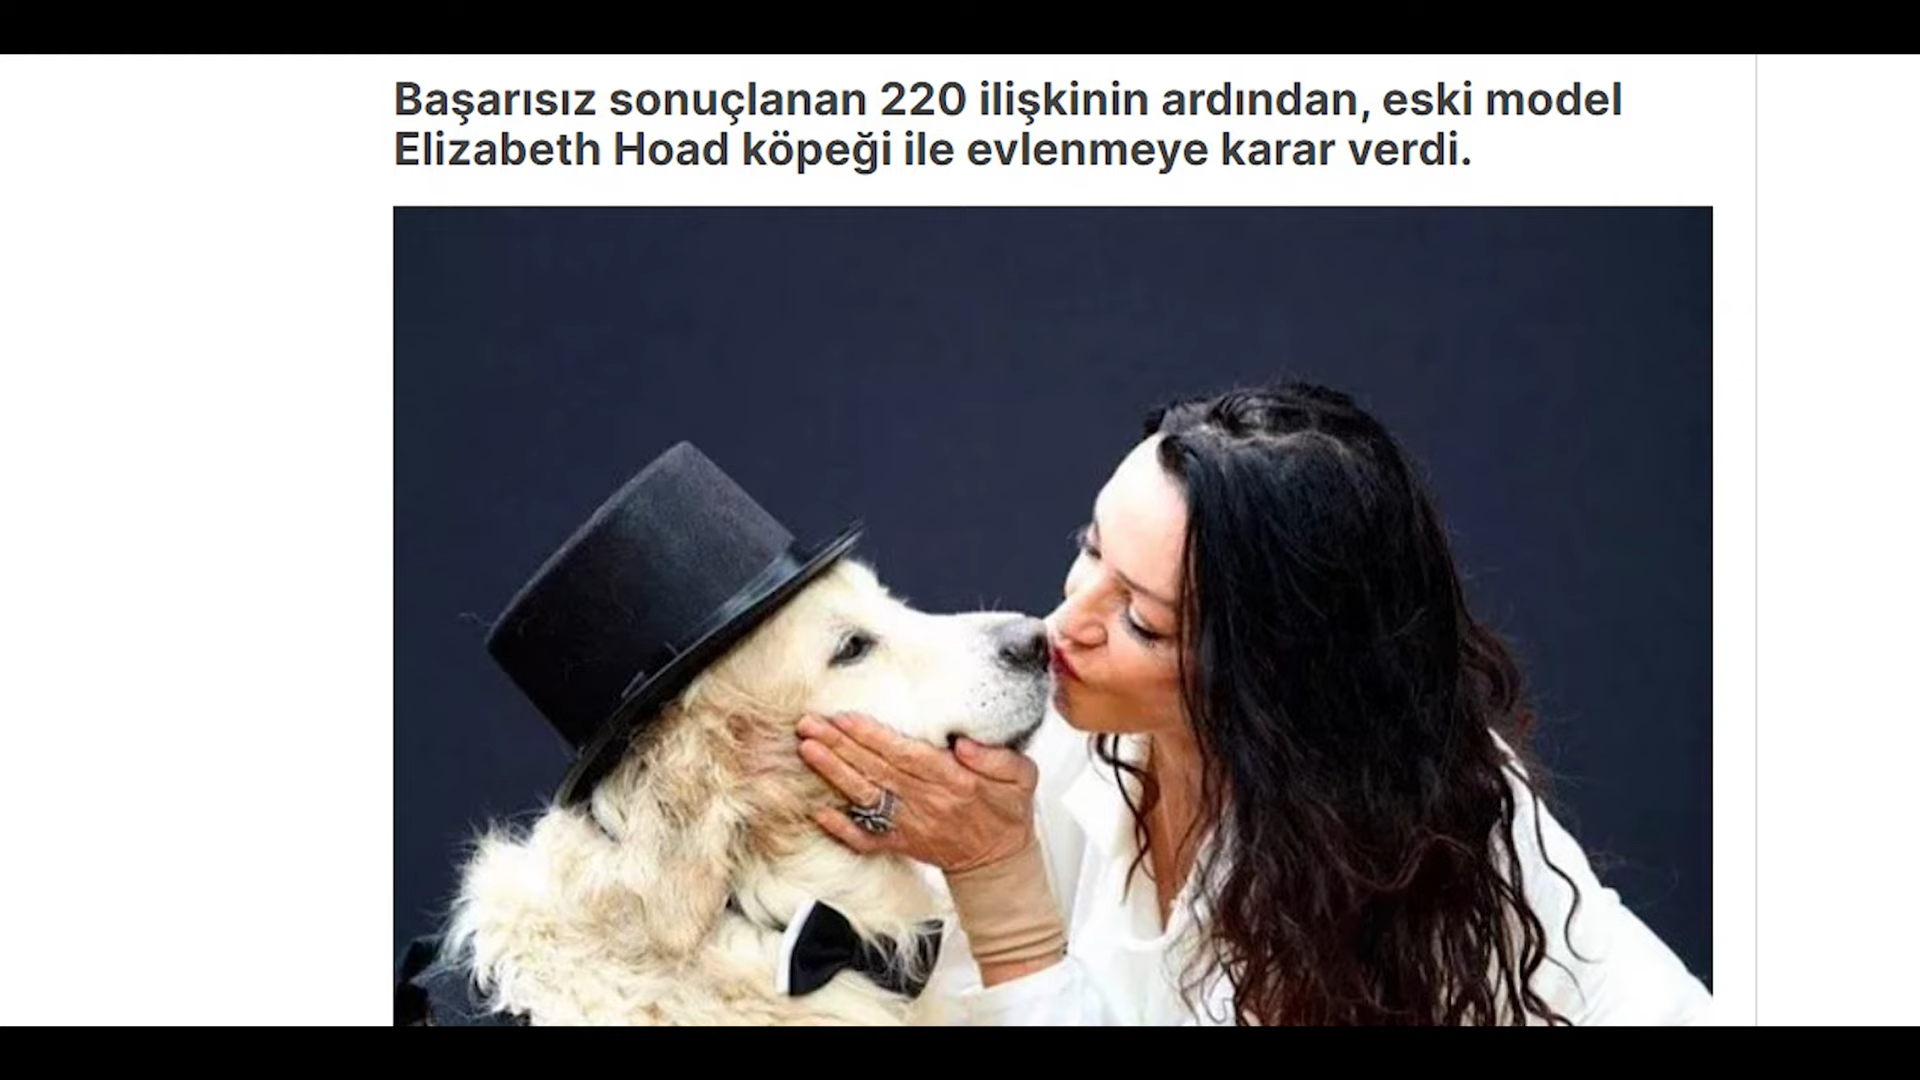 Başarısız sonuçlanan 220 ilişkinin ardından, eski model
Elizabeth Hoad köpeği ile evlenmeye karar verdi.